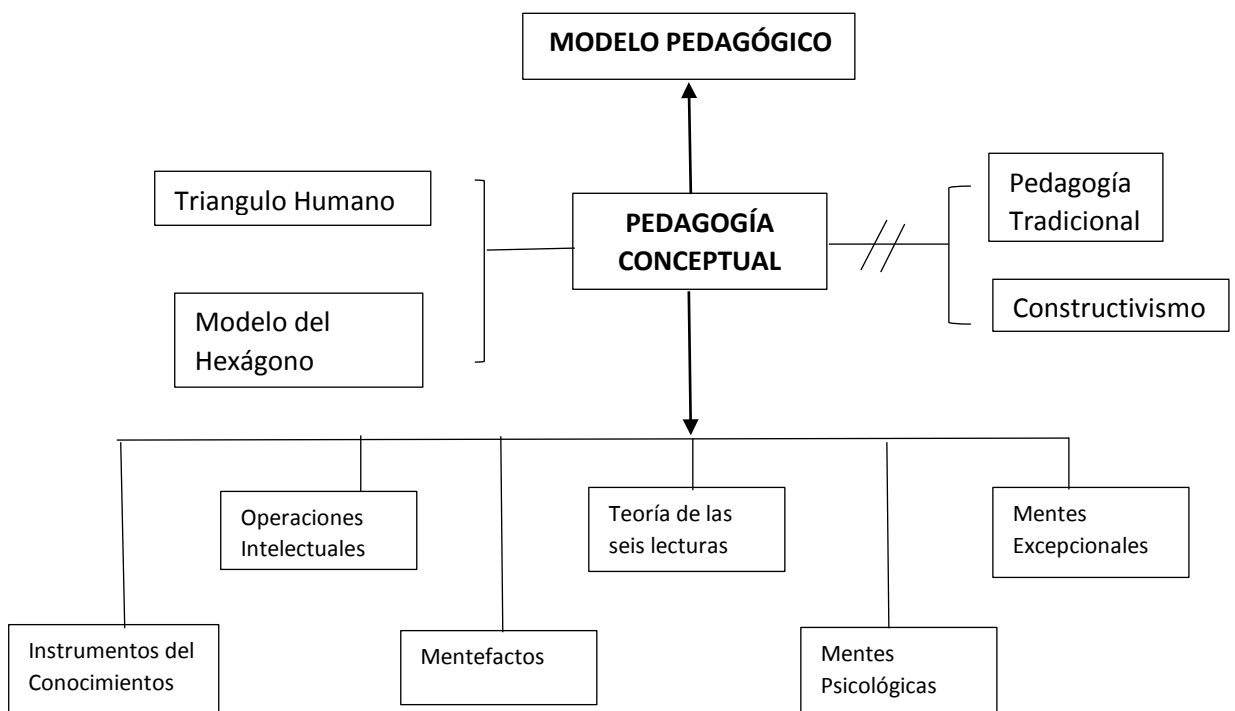 MODELO PEDAGÓGICO
Triangulo Humano
PEDAGOGÍA
CONCEPTUAL
Pedagogía
Tradicional
Modelo del
Hexágono
Constructivismo
Operaciones
Intelectuales
Teoría de las
seis lecturas
Mentes
Excepcionales
Instrumentos del
Conocimientos
Mentefactos
Mentes
Psicológicas